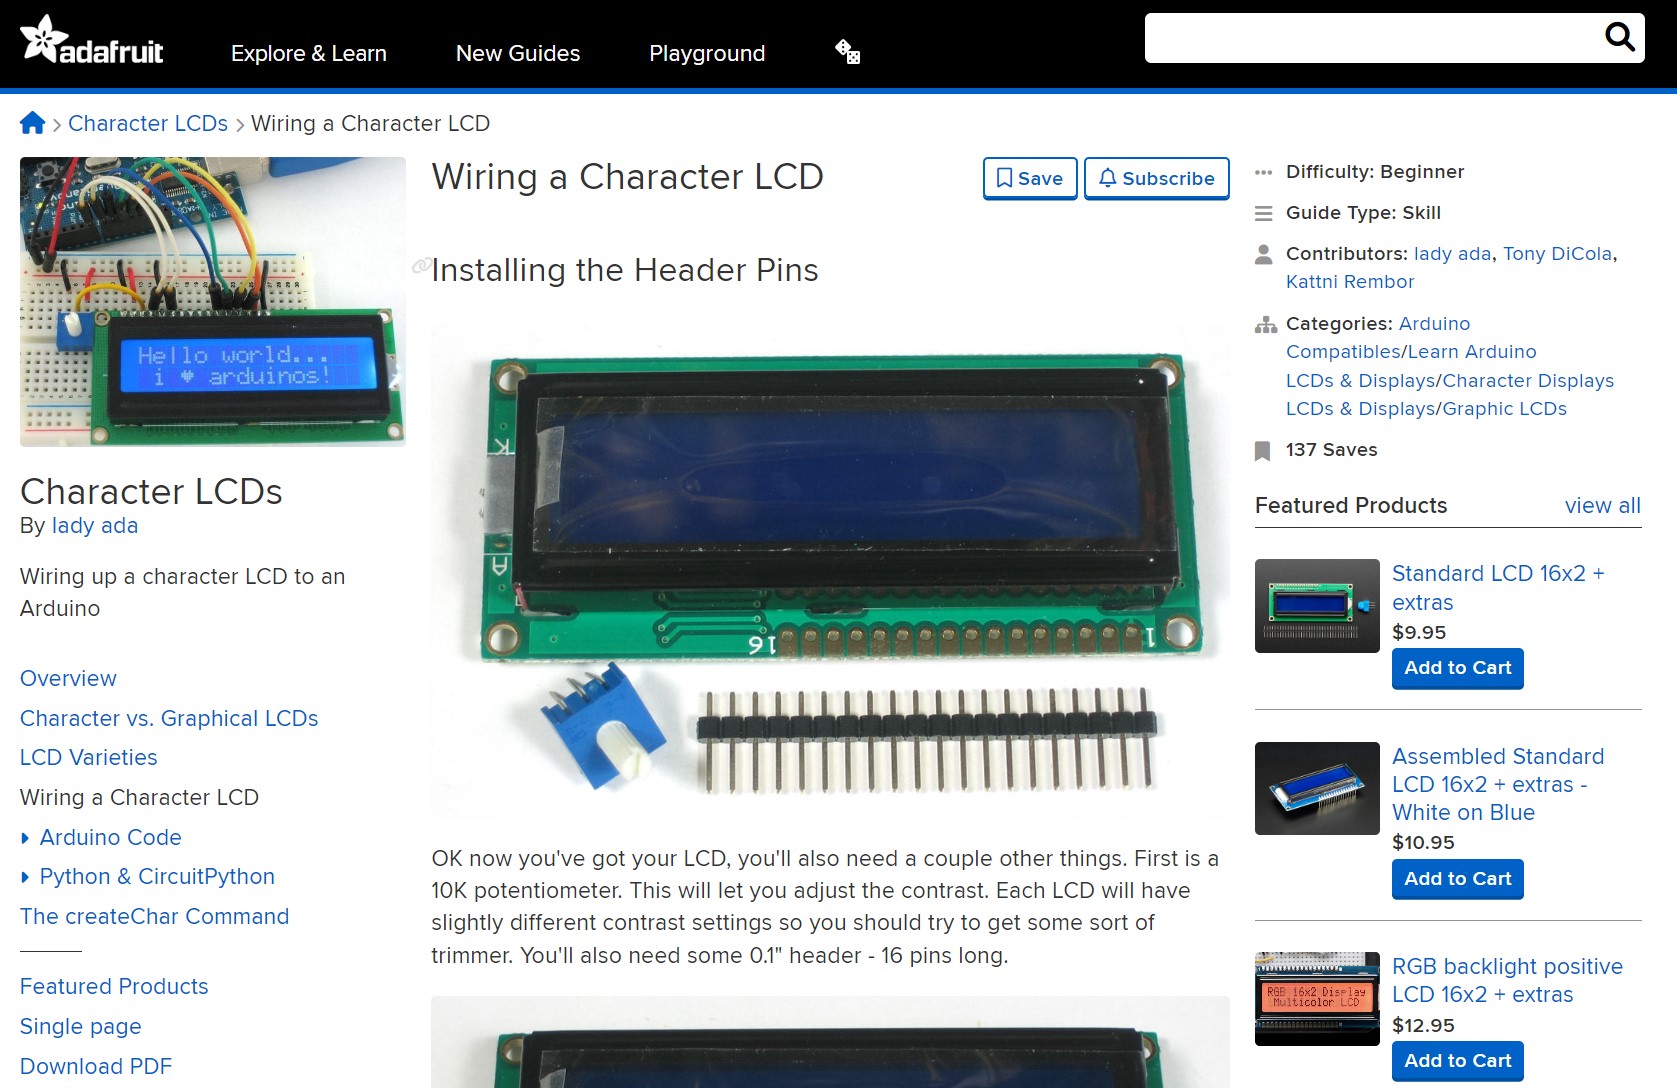 adafruit
Explore & Learn
New Guides
Playground
Character LCDs
Wiring a Character LCD
Hello world...
i ♥ arduinos!
Character LCDs
By lady ada
Wiring up a character LCD to an
Arduino
Overview
Character vs. Graphical LCDs
LCD Varieties
Wiring a Character LCD
Arduino Code
Python & CircuitPython
The createChar Command
Featured Products
Single page
Download PDF
Wiring a Character LCD
Save
Subscribe
Installing the Header Pins
K
A
16
1
OK now you've got your LCD, you'll also need a couple other things. First is a
10K potentiometer. This will let you adjust the contrast. Each LCD will have
slightly different contrast settings so you should try to get some sort of
trimmer. You'll also need some 0.1" header - 16 pins long.
Difficulty: Beginner
Guide Type: Skill
Contributors: lady ada, Tony DiCola,
Kattni Rembor
Categories: Arduino
Compatibles/Learn Arduino
LCDs & Displays/Character Displays
LCDs & Displays/Graphic LCDs
137 Saves
Featured Products
view all
Standard LCD 16x2 +
extras
$9.95
Add to Cart
Assembled Standard
LCD 16x2 + extras -
White on Blue
$10.95
Add to Cart
RGB 16x2 Display
Multicolor LCD
RGB backlight positive
LCD 16x2 + extras
$12.95
Add to Cart